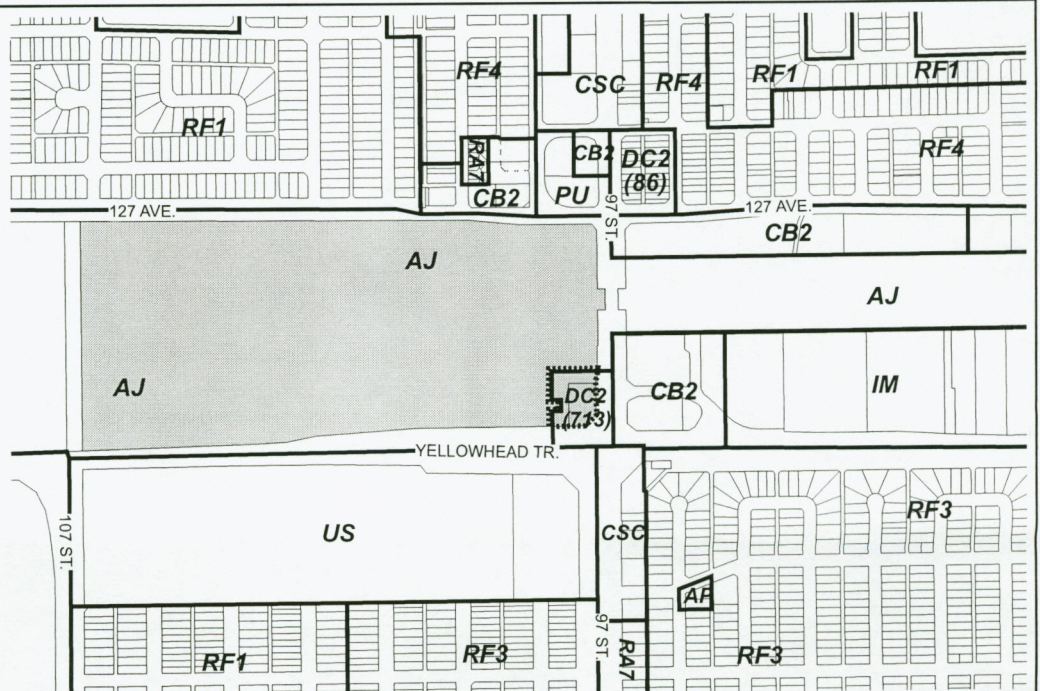 RF4
CSC
RF4
RF1
RF1
RF1
RA7
CB2
DC2
(86)
RF4
CB2
PU
127 AVE.
97 ST.
127 AVE.
CB2
AJ
AJ
AJ
DC2
(713)
CB2
IM
YELLOWHEAD TR.
107 ST.
US
CSC
RF3
AP
97 ST.
RF1
RF3
RA7
RF3